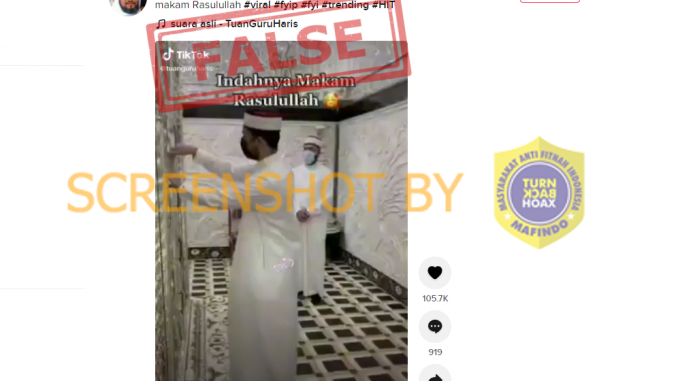 makam Rasulullah #viral #fyip #fyi #trending #HIT
♫ suara asli - TuanGuruHaris
FALSE
TikTok
Indahnya Makam
Rasulullah 🥰
SCREENSHOT BY
MASYARAKAT ANTI FITNAH INDONESIA
TURN
BACK
HOAX
MAFINDO
105.7K
919